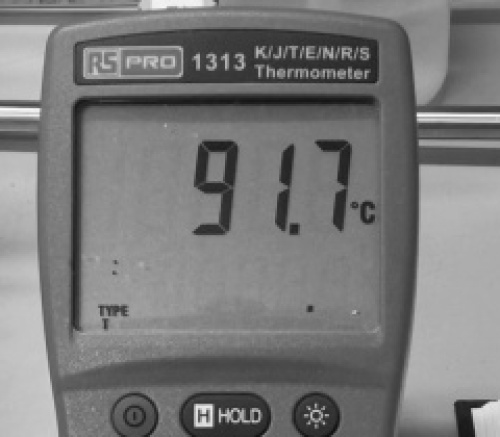 RS PRO 1313 K/J/T/E/N/R/S
Thermometer
91.7 °C
:
TYPE
T
H HOLD